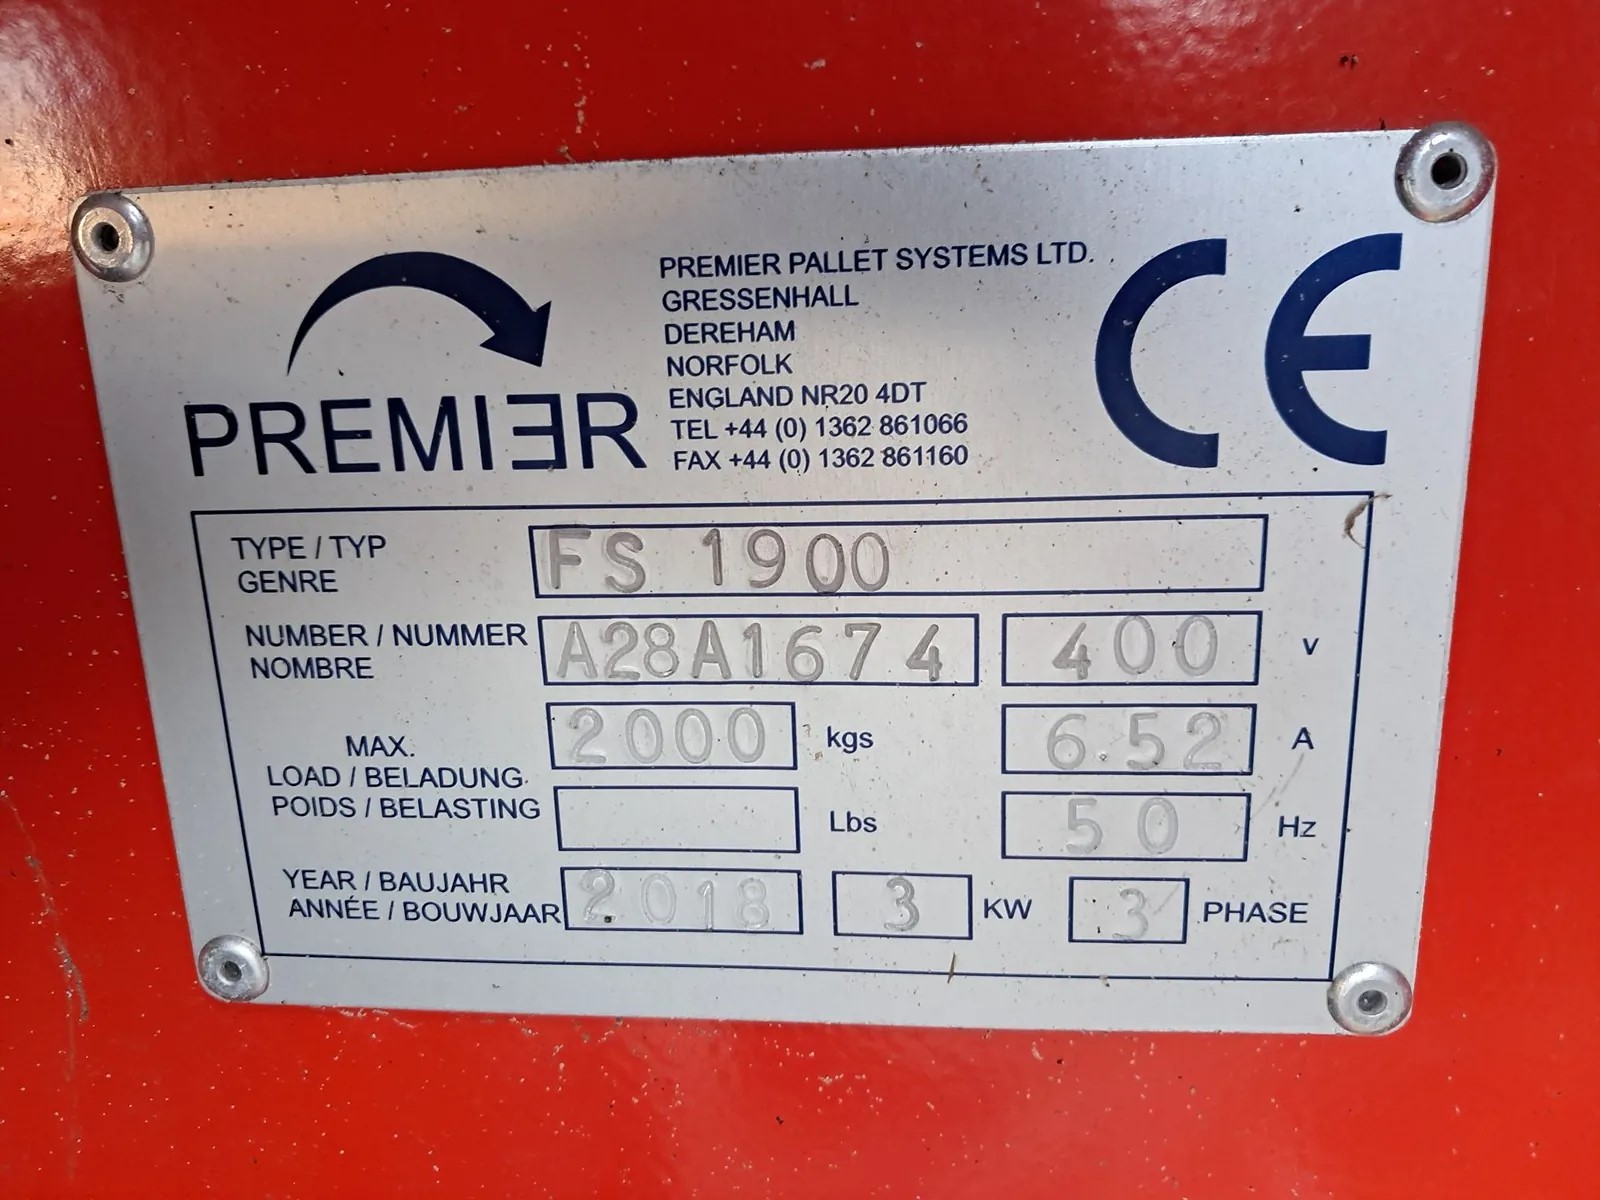 PREMIER
PREMIER PALLET SYSTEMS LTD.
GRESSENHALL
DEREHAM
NORFOLK
ENGLAND NR20 4DT
TEL +44 (0) 1362 861066
FAX +44 (0) 1362 861160
CE
TYPE / TYP
GENRE
FS 1900
NUMBER / NUMMER
NOMBRE
A28A1674
400 V
MAX.
LOAD / BELADUNG
POIDS / BELASTING
2000 kgs
6.52 A
Lbs
50 Hz
YEAR / BAUJAHR
ANNÉE / BOUWJAAR
2018
3 KW
3 PHASE